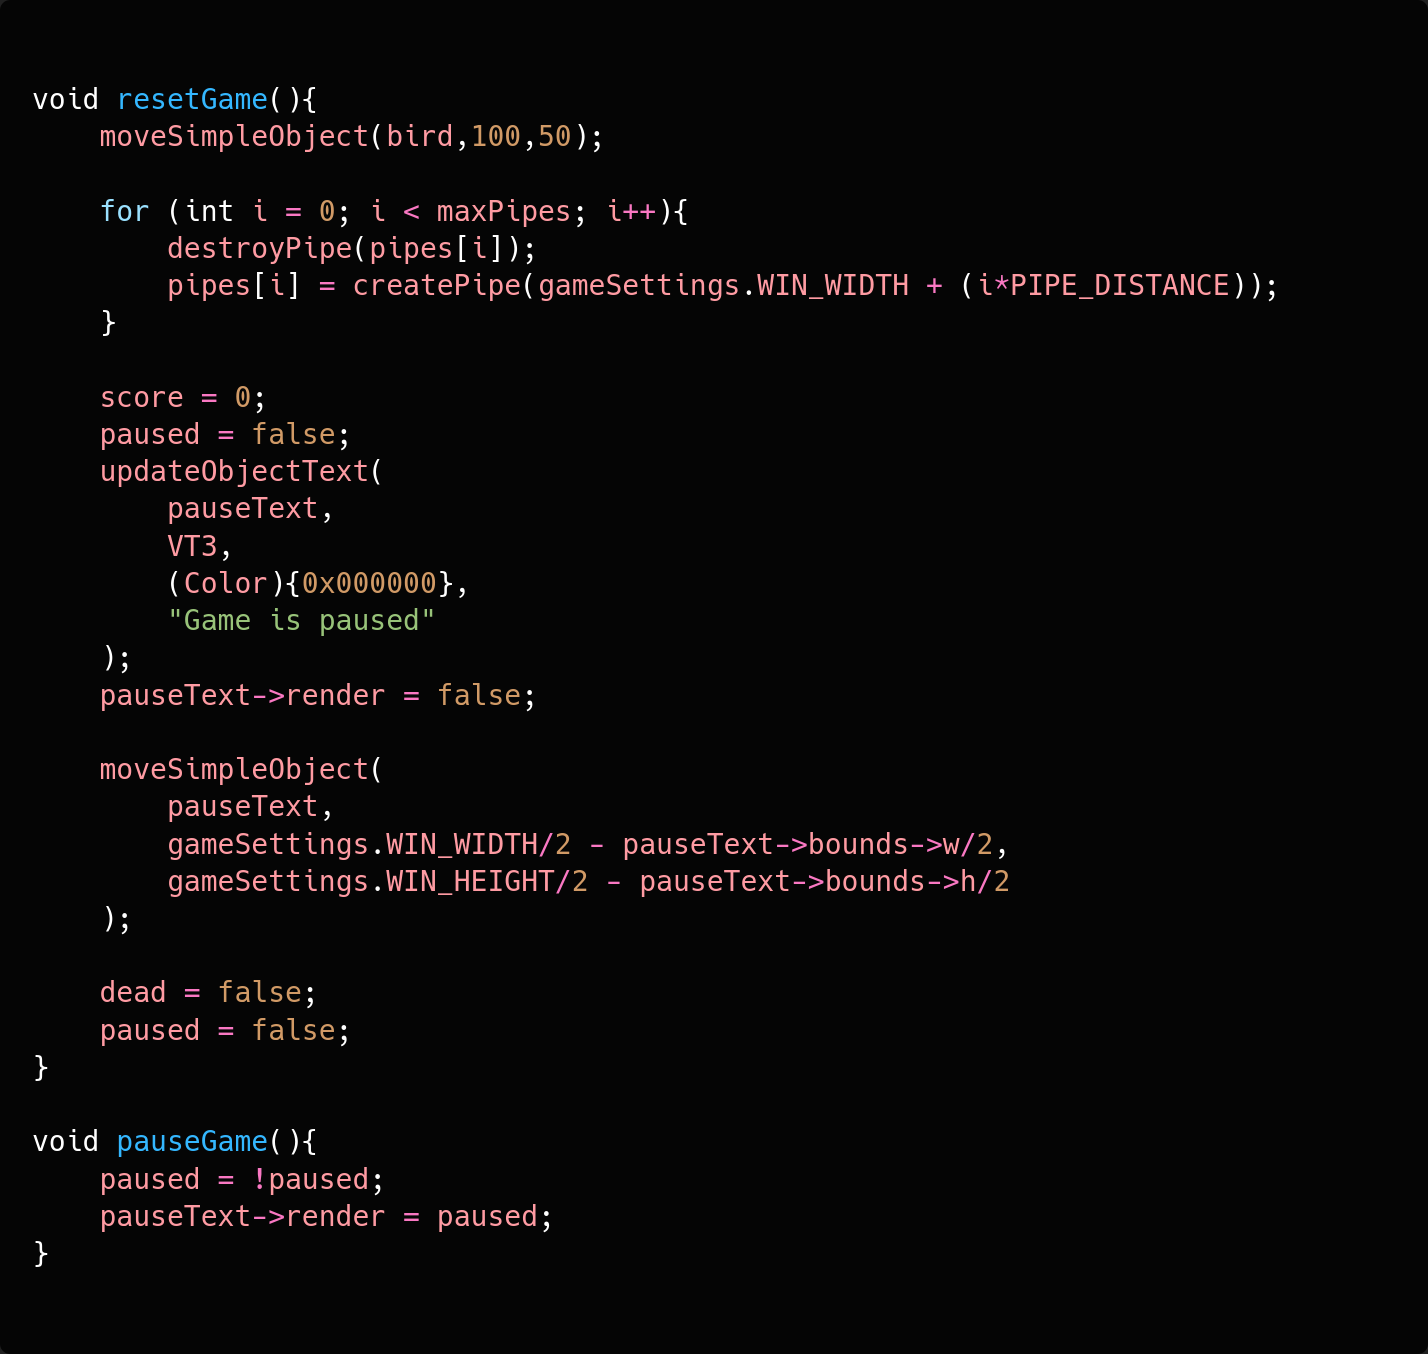 void resetGame(){
    moveSimpleObject(bird,100,50);

    for (int i = 0; i < maxPipes; i++){
        destroyPipe(pipes[i]);
        pipes[i] = createPipe(gameSettings.WIN_WIDTH + (i*PIPE_DISTANCE));
    }

    score = 0;
    paused = false;
    updateObjectText(
        pauseText,
        VT3,
        (Color){0x000000},
        "Game is paused"
    );
    pauseText->render = false;

    moveSimpleObject(
        pauseText,
        gameSettings.WIN_WIDTH/2 - pauseText->bounds->w/2,
        gameSettings.WIN_HEIGHT/2 - pauseText->bounds->h/2
    );

    dead = false;
    paused = false;
}

void pauseGame(){
    paused = !paused;
    pauseText->render = paused;
}